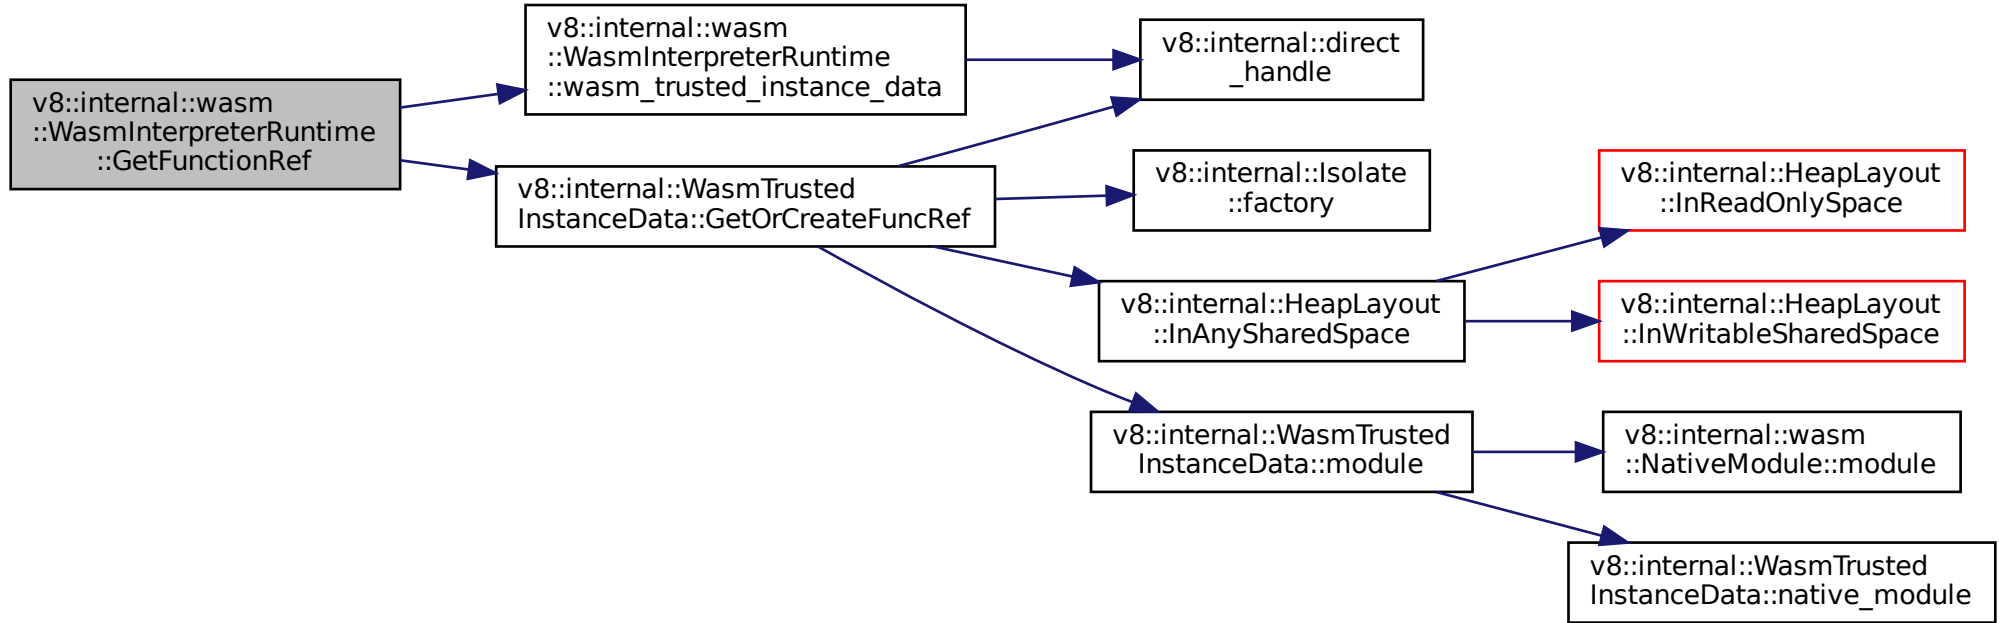 v8::internal::wasm
::WasmInterpreterRuntime
::GetFunctionRef
v8::internal::wasm
::WasmInterpreterRuntime
::wasm_trusted_instance_data
v8::internal::direct
_handle
v8::internal::WasmTrusted
InstanceData::GetOrCreateFuncRef
v8::internal::Isolate
::factory
v8::internal::HeapLayout
::InAnySharedSpace
v8::internal::HeapLayout
::InReadOnlySpace
v8::internal::HeapLayout
::InWritableSharedSpace
v8::internal::WasmTrusted
InstanceData::module
v8::internal::wasm
::NativeModule::module
v8::internal::WasmTrusted
InstanceData::native_module